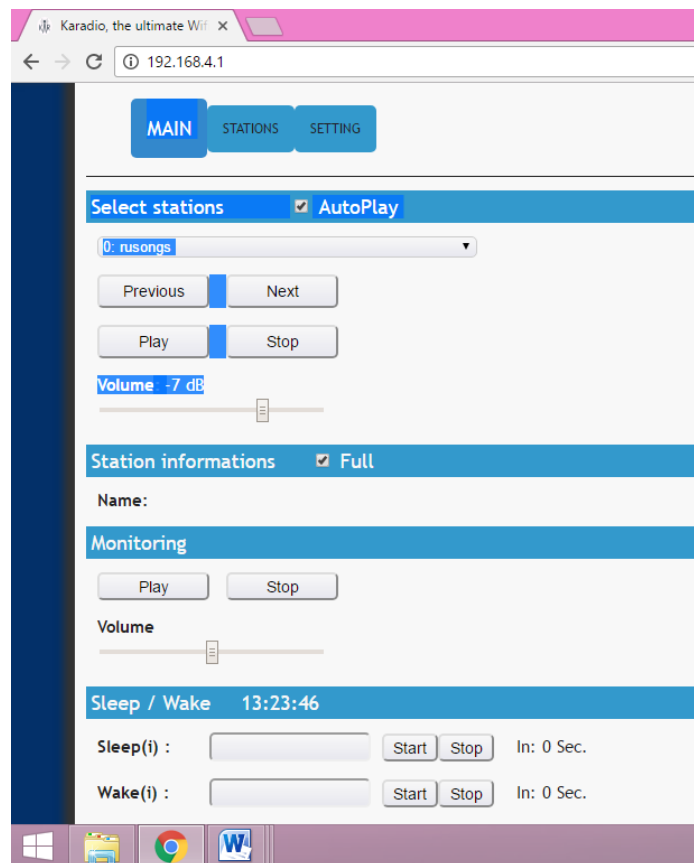 Karadio, the ultimate Wif
192.168.4.1
MAIN STATIONS SETTING
Select stations AutoPlay
0: rusongs
Previous Next
Play Stop
Volume: -7 dB
Station informations Full
Name:
Monitoring
Play Stop
Volume
Sleep / Wake 13:23:46
Sleep(i) : Start Stop In: 0 Sec.
Wake(i) : Start Stop In: 0 Sec.